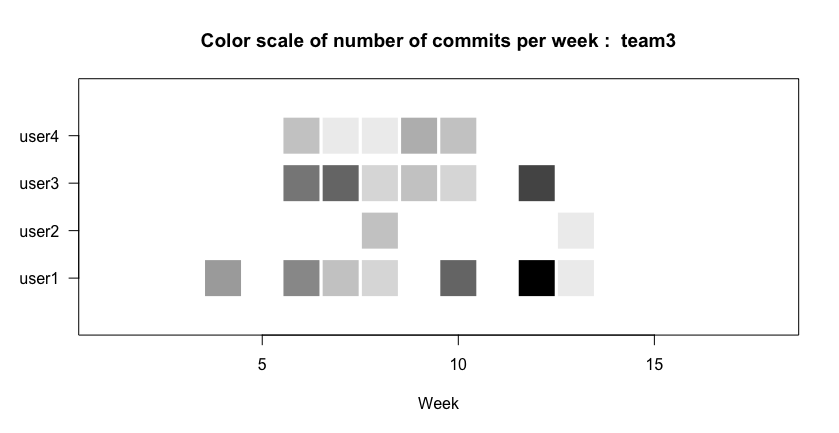 Color scale of number of commits per week :  team3
user4
user3
user2
user1
5 10 15
Week